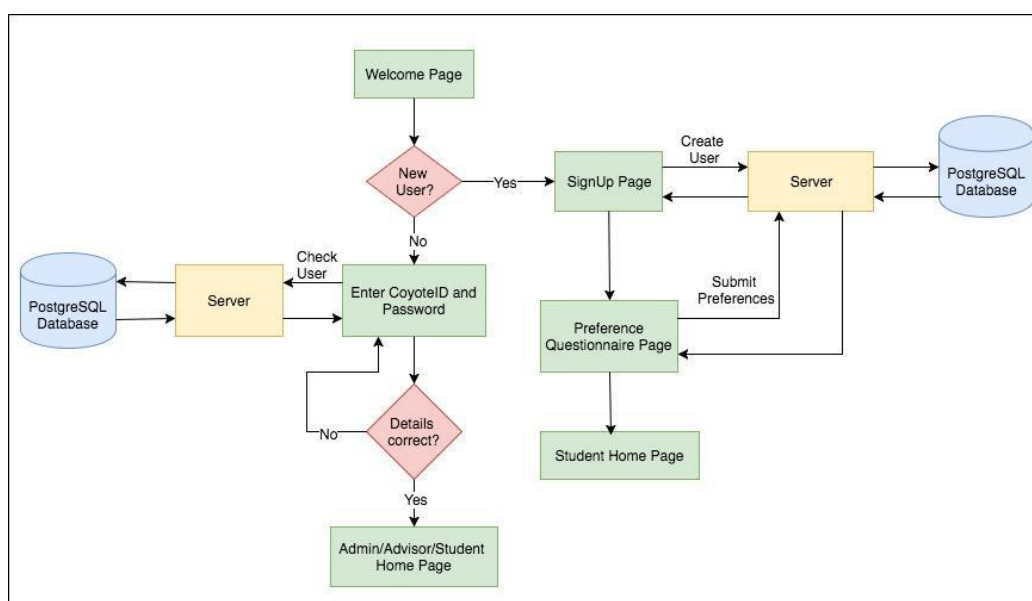 Welcome Page
New
User?
Yes
SignUp Page
Create
User
Server
PostgreSQL
Database
No
Check
User
PostgreSQL
Database
Server
Enter CoyoteID and
Password
Submit
Preferences
Preference
Questionnaire Page
Details
correct?
No
Student Home Page
Yes
Admin/Advisor/Student
Home Page